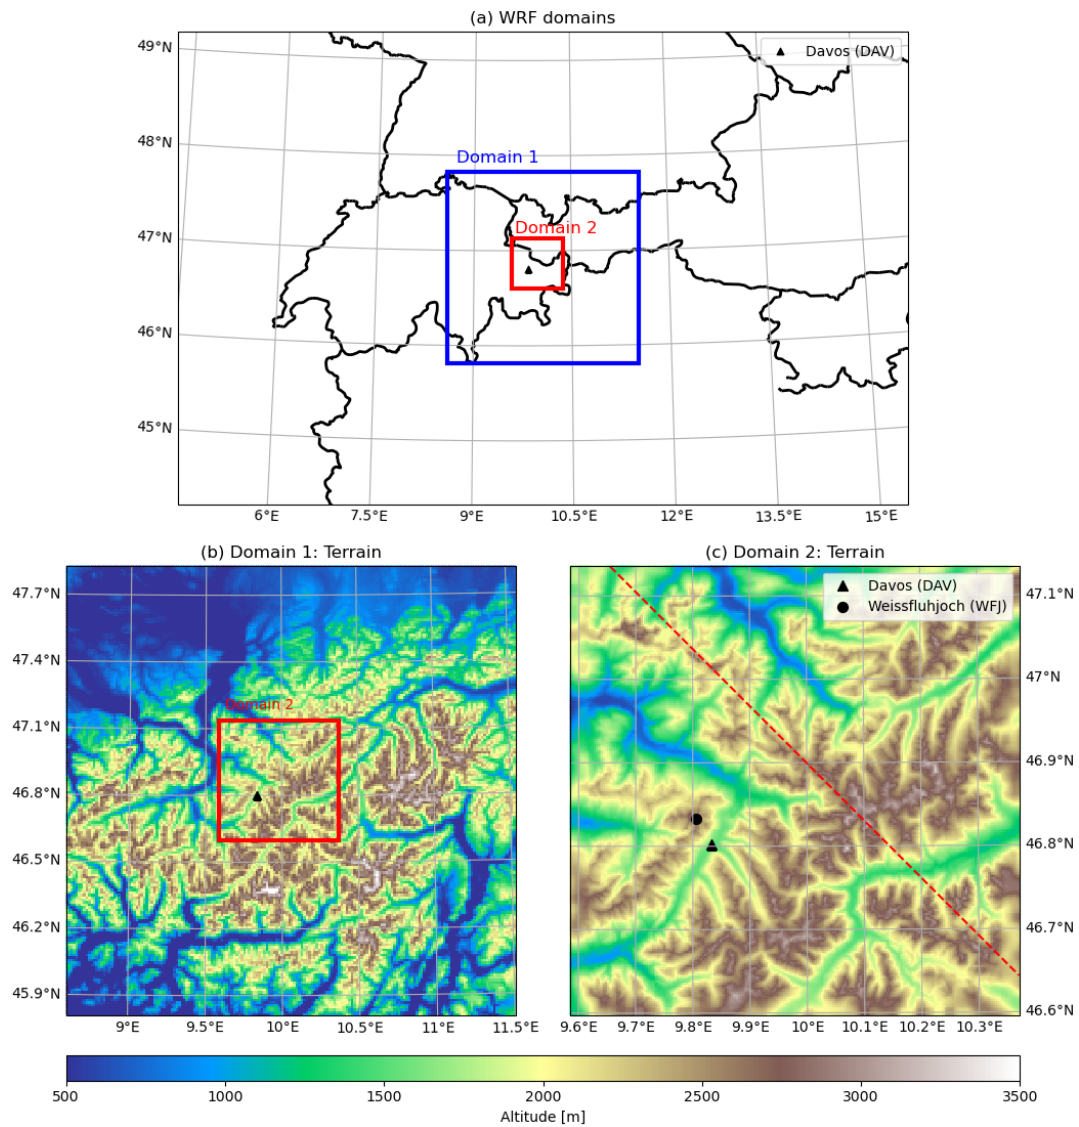 (a) WRF domains
49°N
48°N
47°N
46°N
45°N
Davos (DAV)
Domain 1
Domain 2
6°E 7.5°E 9°E 10.5°E 12°E 13.5°E 15°E
(b) Domain 1: Terrain
47.7°N
47.4°N
47.1°N
46.8°N
46.5°N
46.2°N
45.9°N
Domain 2
9°E 9.5°E 10.0°E 10.5°E 11°E 11.5°E
(c) Domain 2: Terrain
Davos (DAV)
Weissfluhjoch (WFJ)
47.1°N
47°N
46.9°N
46.8°N
46.7°N
46.6°N
9.6°E 9.7°E 9.8°E 9.9°E 10.0°E 10.1°E 10.2°E 10.3°E
500 1000 1500 2000 2500 3000 3500
Altitude [m]